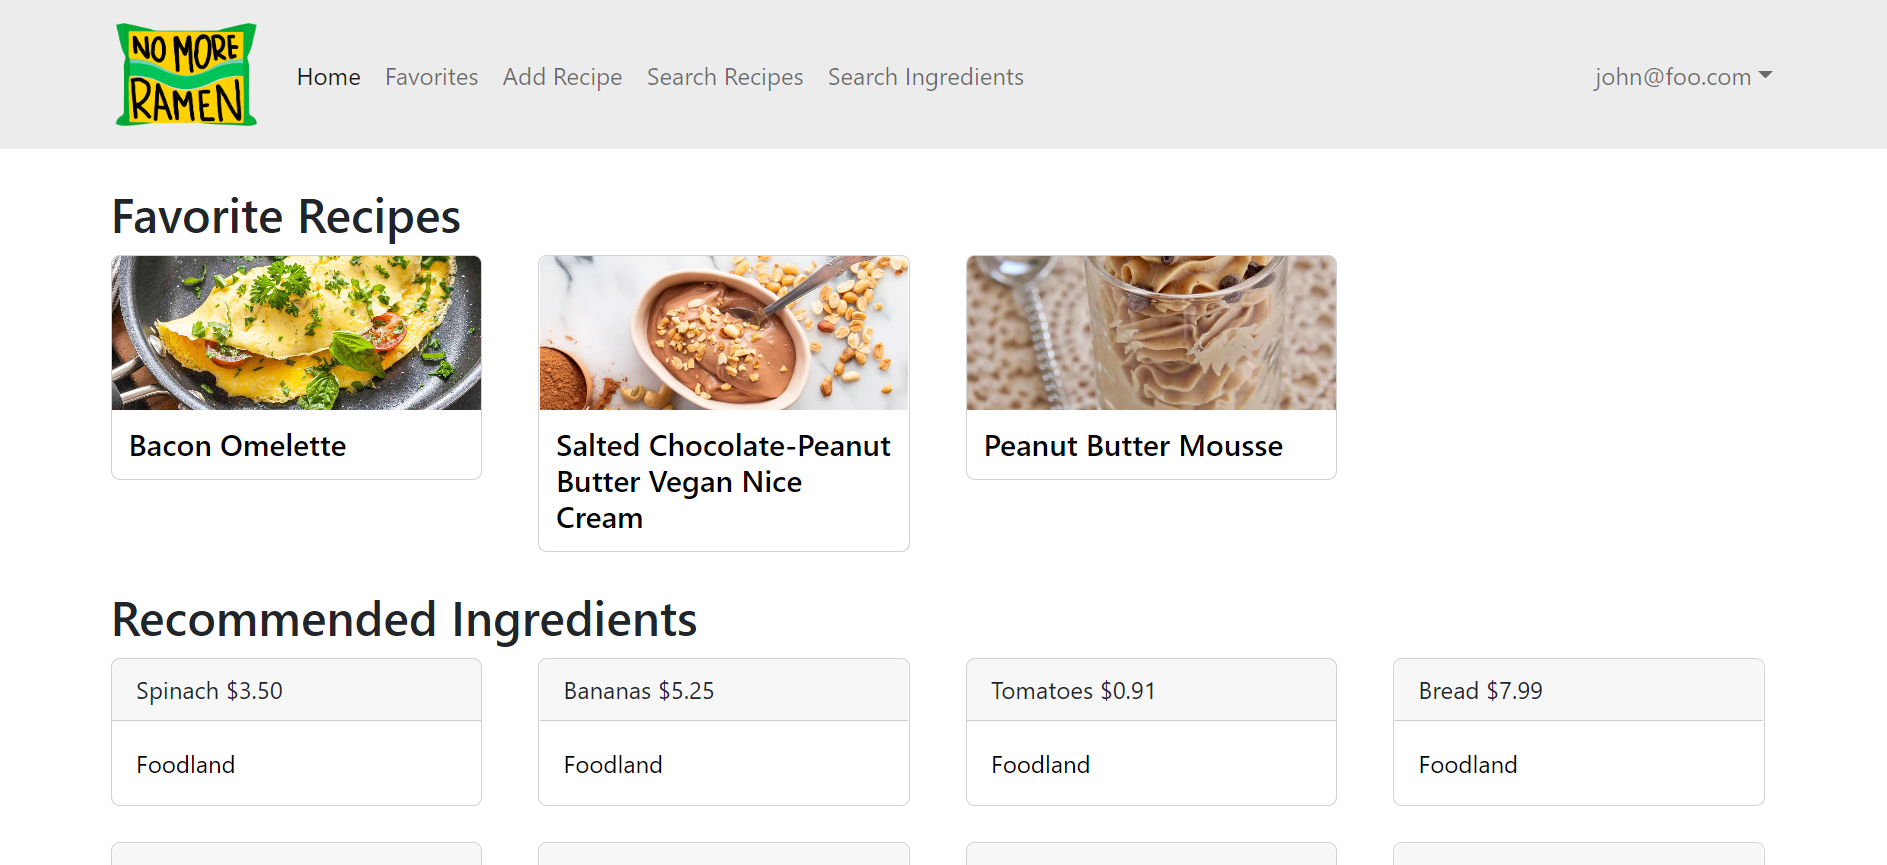 NO MORE
RAMEN
Home Favorites Add Recipe Search Recipes Search Ingredients john@foo.com
Favorite Recipes
Bacon Omelette
Salted Chocolate-Peanut
Butter Vegan Nice
Cream
Peanut Butter Mousse
Recommended Ingredients
Spinach $3.50
Foodland
Bananas $5.25
Foodland
Tomatoes $0.91
Foodland
Bread $7.99
Foodland